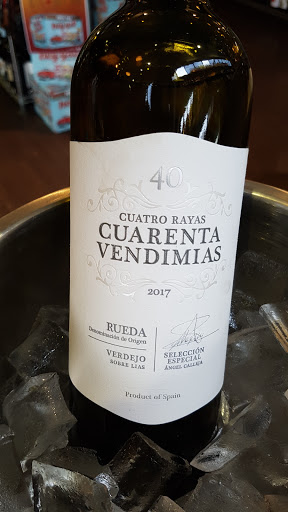 40
CUATRO RAYAS
CUARENTA
VENDIMIAS
2017
RUEDA
Denominación de Origen
VERDEJO
SOBRE LIAS
SELECCIÓN
ESPECIAL
ÁNGEL CALLEJA
Product of Spain